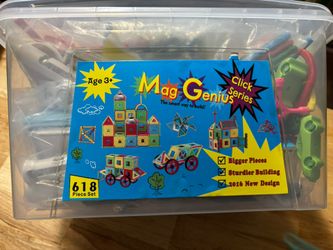 Age 3+
Mag-Genius
The smart way to build!
Click
Series
618
Piece Set
Bigger Pieces
Sturdier Building
2016 New Design